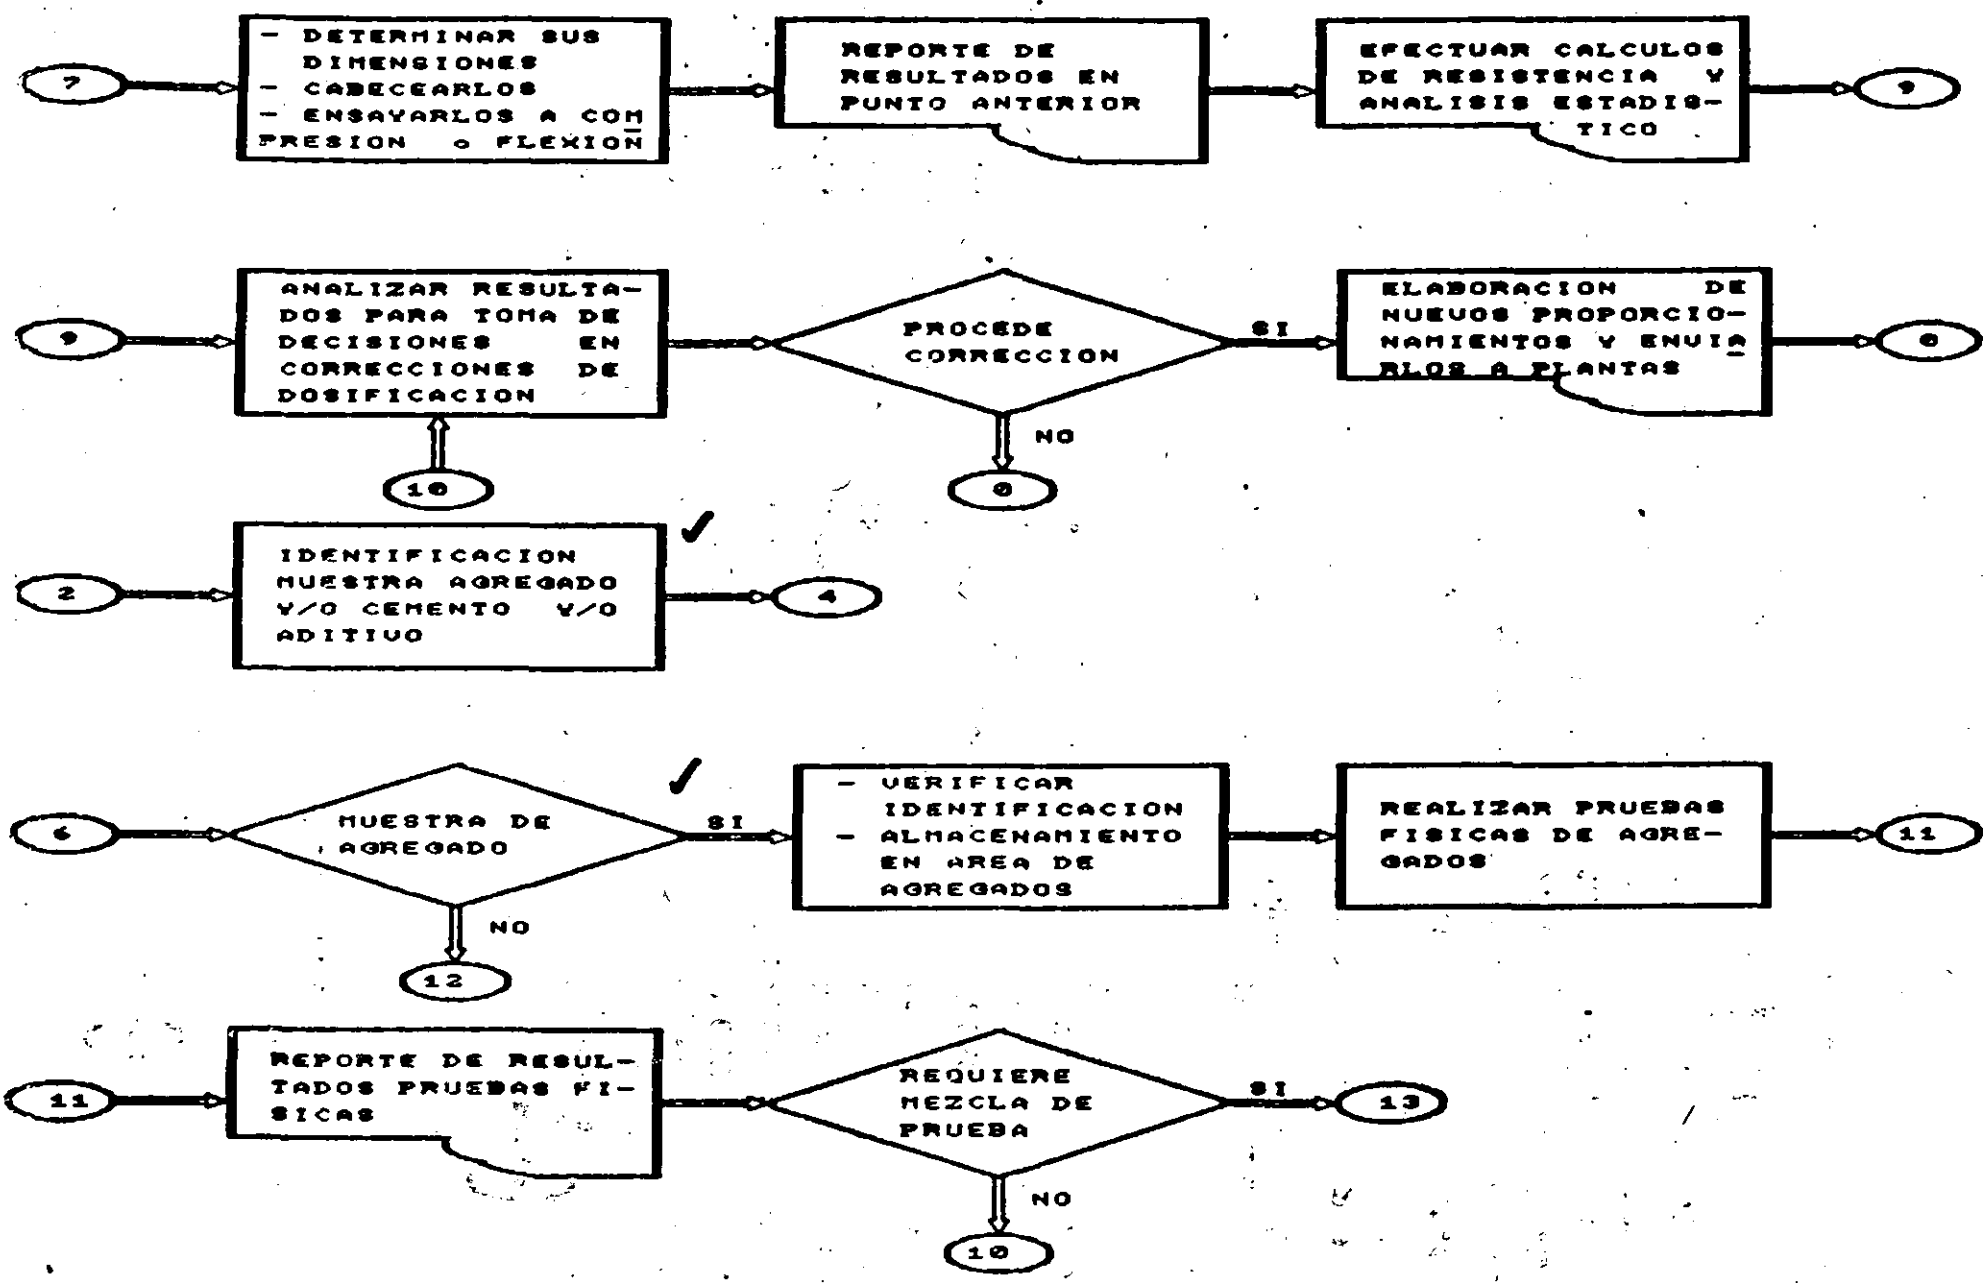 7
- DETERMINAR SUS
DIMENSIONES
- CABECEARLOS
- ENSAYARLOS A COM
PRESION o FLEXION
REPORTE DE
RESULTADOS EN
PUNTO ANTERIOR
EFECTUAR CALCULOS
DE RESISTENCIA Y
ANALISIS ESTADIS-
TICO
9
9
ANALIZAR RESULTA-
DOS PARA TOMA DE
DECISIONES EN
CORRECCIONES DE
DOSIFICACION
10
PROCEDE
CORRECCION
SI
NO
0
ELABORACION DE
NUEVOS PROPORCIO-
NAMIENTOS Y ENVIA
RLOS A PLANTAS
0
2
IDENTIFICACION
MUESTRA AGREGADO
Y/O CEMENTO Y/O
ADITIVO
4
6
MUESTRA DE
AGREGADO
SI
NO
12
- VERIFICAR
IDENTIFICACION
- ALMACENAMIENTO
EN AREA DE
AGREGADOS
REALIZAR PRUEBAS
FISICAS DE AGRE-
GADOS
11
11
REPORTE DE RESUL-
TADOS PRUEBAS FI-
SICAS
REQUIERE
MEZCLA DE
PRUEBA
SI
13
NO
10